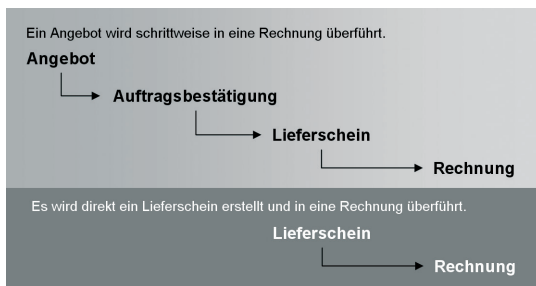 Ein Angebot wird schrittweise in eine Rechnung überführt.
Angebot
Auftragsbestätigung
Lieferschein
Rechnung
Es wird direkt ein Lieferschein erstellt und in eine Rechnung überführt.
Lieferschein
Rechnung